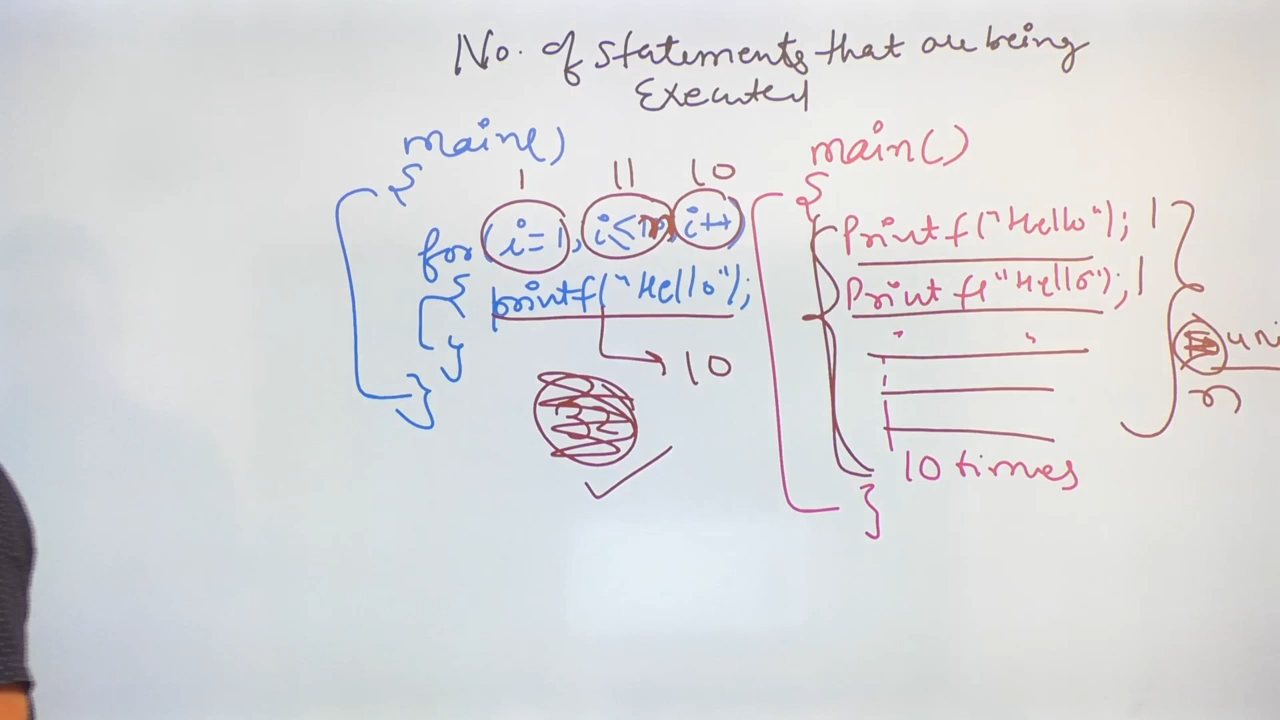 No. of statements that are being
Executed
main()
{
1 11 10
for (i=1, i≤n, i++)
{
printf("Hello");
}
10
32
}
main()
{
Printf("Hello"); 1
Printf("Hello"); 1
" "
10 times
}
n